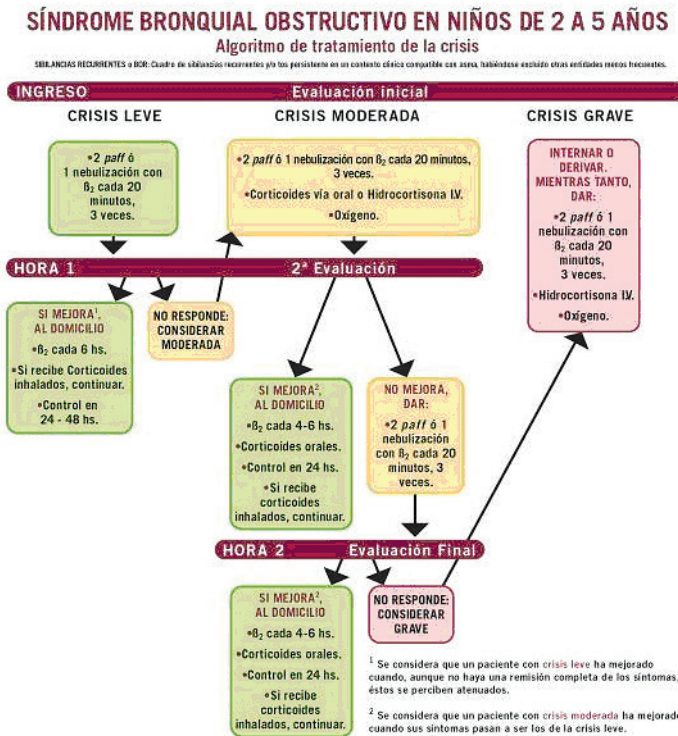 SÍNDROME BRONQUIAL OBSTRUCTIVO EN NIÑOS DE 2 A 5 AÑOS
Algoritmo de tratamiento de la crisis
SIBILANCIAS RECURRENTES o BOR: Cuadro de sibilancias recurrentes y/o tos persistente en un contexto clínico compatible con asma, habiéndose excluido otras entidades menos frecuentes.
INGRESO
Evaluación inicial
CRISIS LEVE
CRISIS MODERADA
CRISIS GRAVE
•2 paff ó
1 nebulización con
ß₂ cada 20
minutos,
3 veces.
•2 paff ó 1 nebulización con ß₂ cada 20 minutos,
3 veces.
•Corticoides vía oral o Hidrocortisona I.V.
•Oxígeno.
INTERNAR O
DERIVAR.
MIENTRAS TANTO,
DAR:
•2 paff ó 1
nebulización con
ß₂ cada 20
minutos,
3 veces.
•Hidrocortisona I.V.
•Oxígeno.
HORA 1
2ª Evaluación
SI MEJORA¹,
AL DOMICILIO
•ß₂ cada 6 hs.
•Si recibe Corticoides
inhalados, continuar.
•Control en
24 - 48 hs.
NO RESPONDE:
CONSIDERAR
MODERADA
SI MEJORA²,
AL DOMICILIO
•ß₂ cada 4-6 hs.
•Corticoides orales.
•Control en 24 hs.
•Si recibe
corticoides
inhalados, continuar.
NO MEJORA,
DAR:
•2 paff ó 1
nebulización
con ß₂ cada 20
minutos, 3
veces.
HORA 2
Evaluación Final
SI MEJORA²,
AL DOMICILIO
•ß₂ cada 4-6 hs.
•Corticoides orales.
•Control en 24 hs.
•Si recibe
corticoides
inhalados, continuar.
NO RESPONDE:
CONSIDERAR
GRAVE
¹ Se considera que un paciente con crisis leve ha mejorado
cuando, aunque no haya una remisión completa de los síntomas,
éstos se perciben atenuados.
² Se considera que un paciente con crisis moderada ha mejorado
cuando sus síntomas pasan a ser los de la crisis leve.